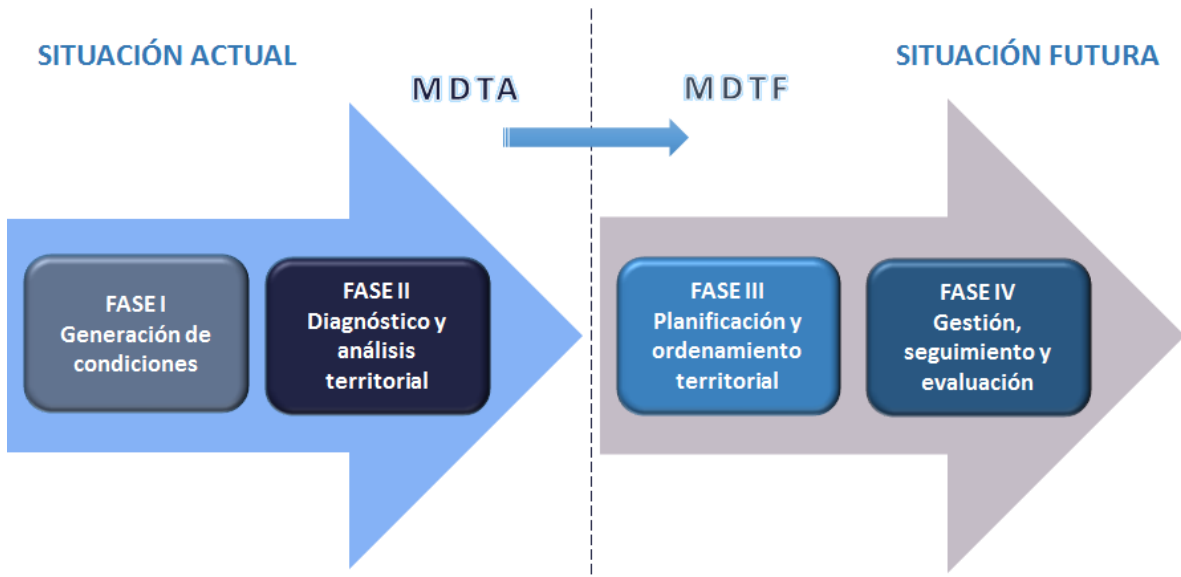 SITUACIÓN ACTUAL
SITUACIÓN FUTURA
MDTA
MDTF
FASE I
Generación de
condiciones
FASE II
Diagnóstico y
análisis
territorial
FASE III
Planificación y
ordenamiento
territorial
FASE IV
Gestión,
seguimiento y
evaluación